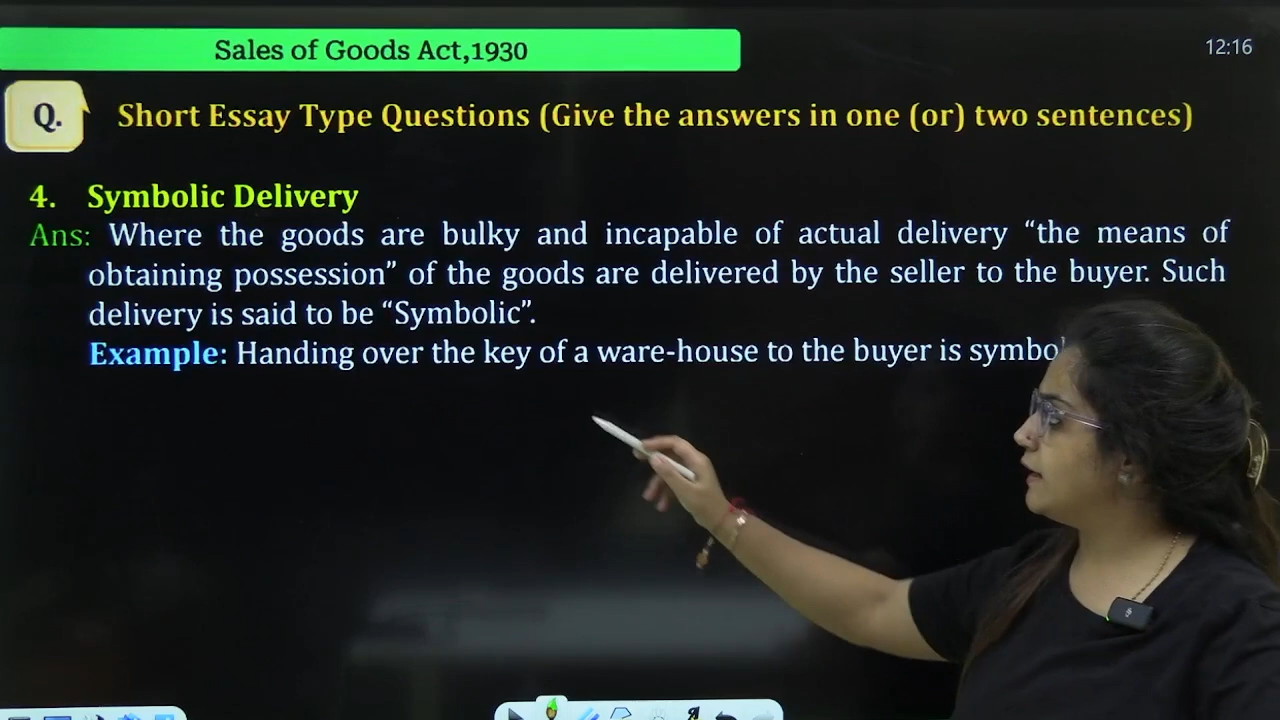 Sales of Goods Act,1930
12:16
Q. Short Essay Type Questions (Give the answers in one (or) two sentences)
4. Symbolic Delivery
Ans: Where the goods are bulky and incapable of actual delivery “the means of
obtaining possession” of the goods are delivered by the seller to the buyer. Such
delivery is said to be “Symbolic”.
Example: Handing over the key of a ware-house to the buyer is